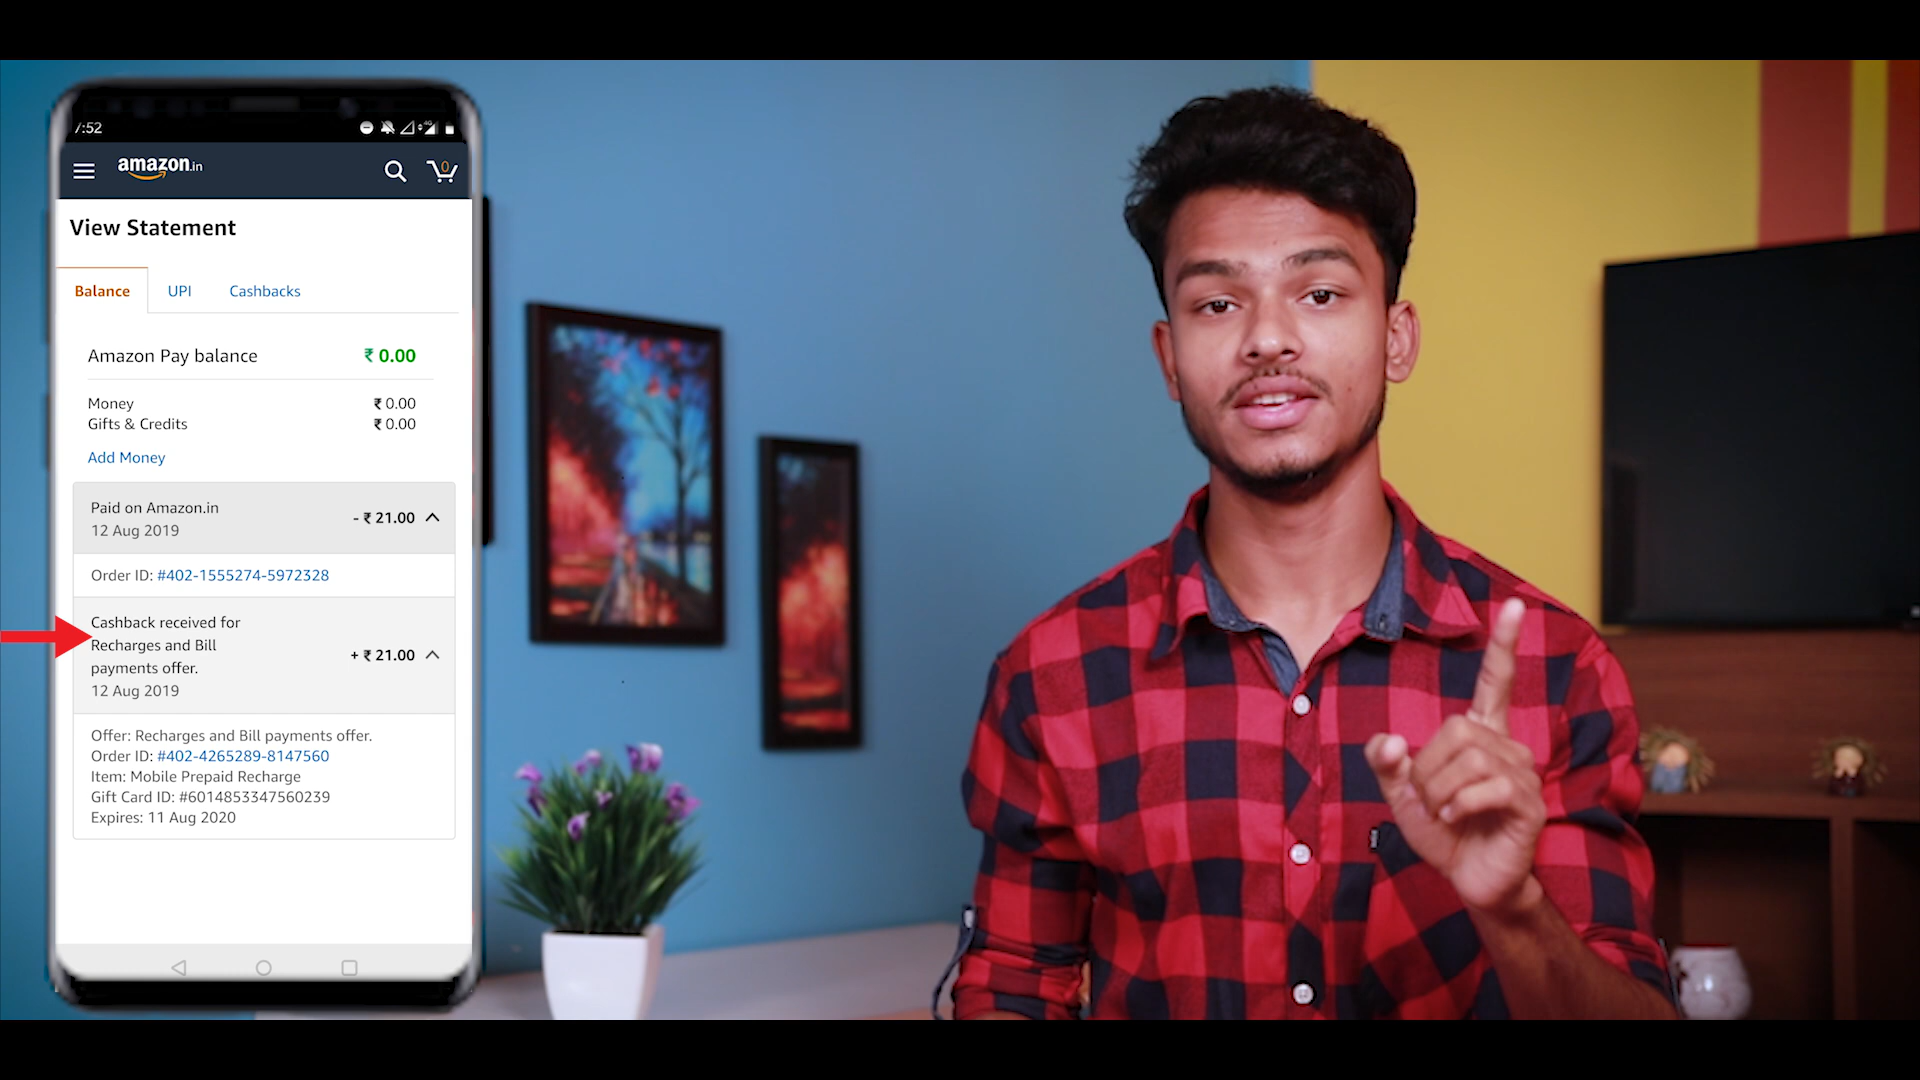 7:52
4G
amazon.in
0
View Statement
Balance UPI Cashbacks
Amazon Pay balance ₹ 0.00
Money ₹ 0.00
Gifts & Credits ₹ 0.00
Add Money
Paid on Amazon.in
12 Aug 2019
- ₹ 21.00
Order ID: #402-1555274-5972328
Cashback received for
Recharges and Bill
payments offer.
12 Aug 2019
+ ₹ 21.00
Offer: Recharges and Bill payments offer.
Order ID: #402-4265289-8147560
Item: Mobile Prepaid Recharge
Gift Card ID: #6014853347560239
Expires: 11 Aug 2020